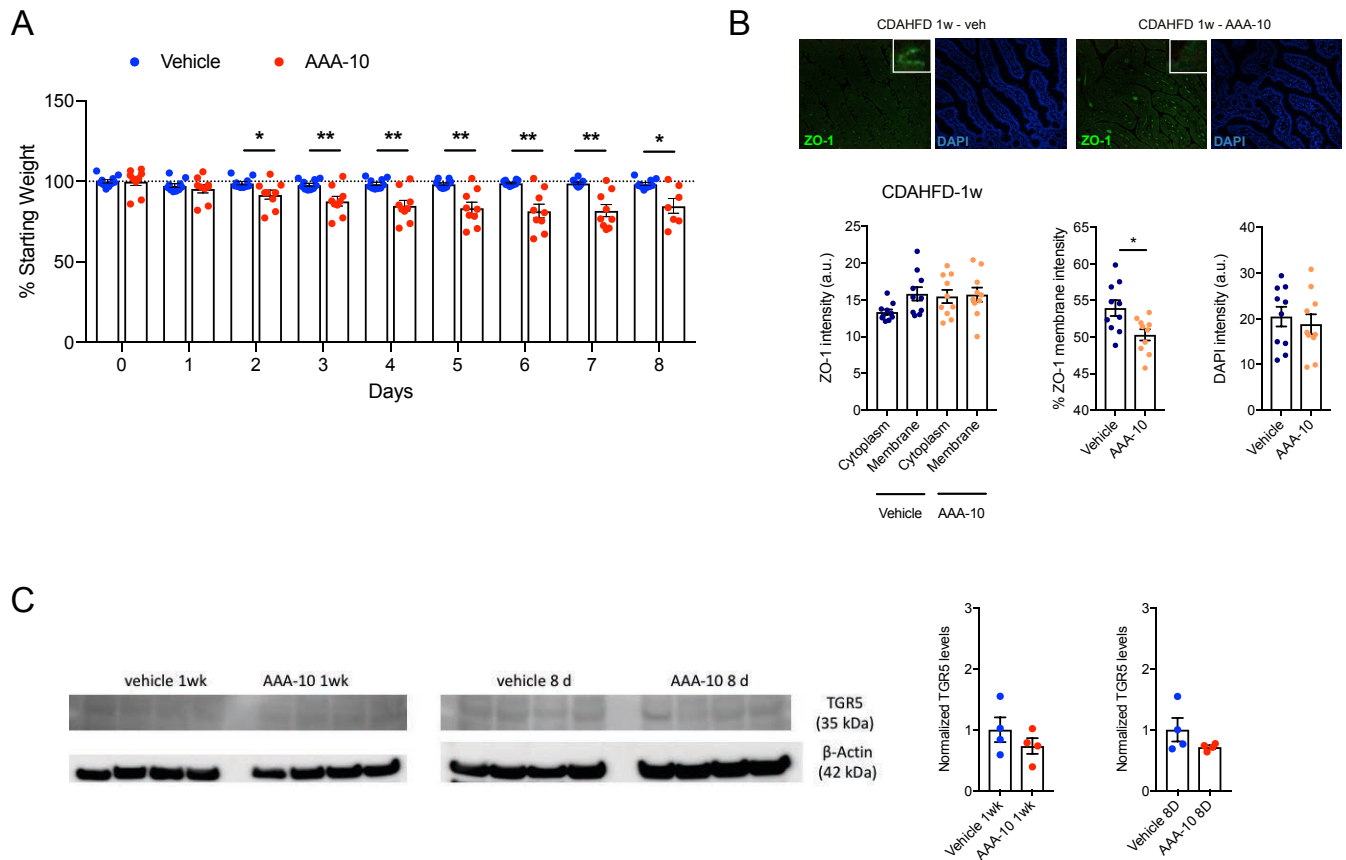 A
Vehicle
AAA-10
% Starting Weight
150
100
50
0
* ** ** ** ** ** *
0 1 2 3 4 5 6 7 8
Days
B
CDAHFD 1w - veh
CDAHFD 1w - AAA-10
ZO-1
DAPI
ZO-1
DAPI
CDAHFD-1w
ZO-1 intensity (a.u.)
25
20
15
10
5
0
Cytoplasm
Membrane
Cytoplasm
Membrane
Vehicle
AAA-10
% ZO-1 membrane intensity
65
60
55
50
45
40
*
Vehicle
AAA-10
DAPI intensity (a.u.)
40
30
20
10
0
Vehicle
AAA-10
C
vehicle 1wk
AAA-10 1wk
vehicle 8 d
AAA-10 8 d
TGR5
(35 kDa)
β-Actin
(42 kDa)
Normalized TGR5 levels
3
2
1
0
Vehicle 1wk
AAA-10 1wk
Normalized TGR5 levels
3
2
1
0
Vehicle 8D
AAA-10 8D